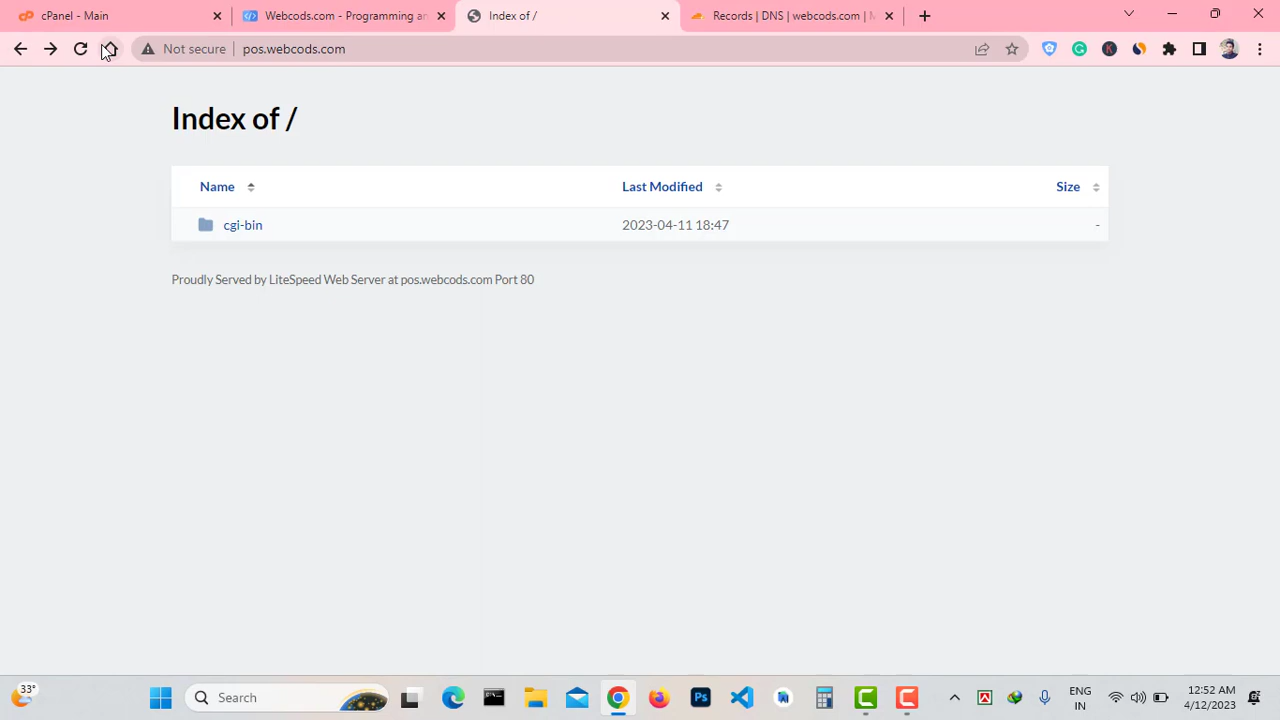 cPanel - Main
Webcods.com - Programming an
Index of /
Records | DNS | webcods.com |
Not secure
pos.webcods.com
Index of /
Name
Last Modified
Size
cgi-bin
2023-04-11 18:47
-
Proudly Served by LiteSpeed Web Server at pos.webcods.com Port 80
33°
Search
Ps
ENG
IN
12:52 AM
4/12/2023